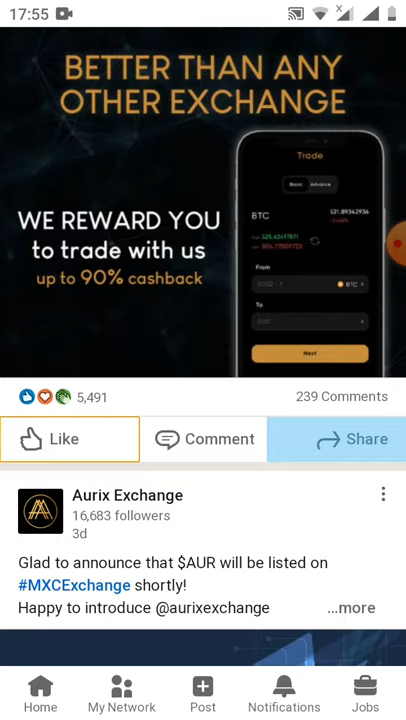 17:55
BETTER THAN ANY
OTHER EXCHANGE
Trade
Basic Advance
WE REWARD YOU
to trade with us
up to 90% cashback
BTC
$21.89342936
From
BTC
To
Next
5,491
239 Comments
Like
Comment
Share
Aurix Exchange
16,683 followers
3d
Glad to announce that $AUR will be listed on
#MXCExchange shortly!
Happy to introduce @aurixexchange
...more
Home
My Network
Post
Notifications
Jobs